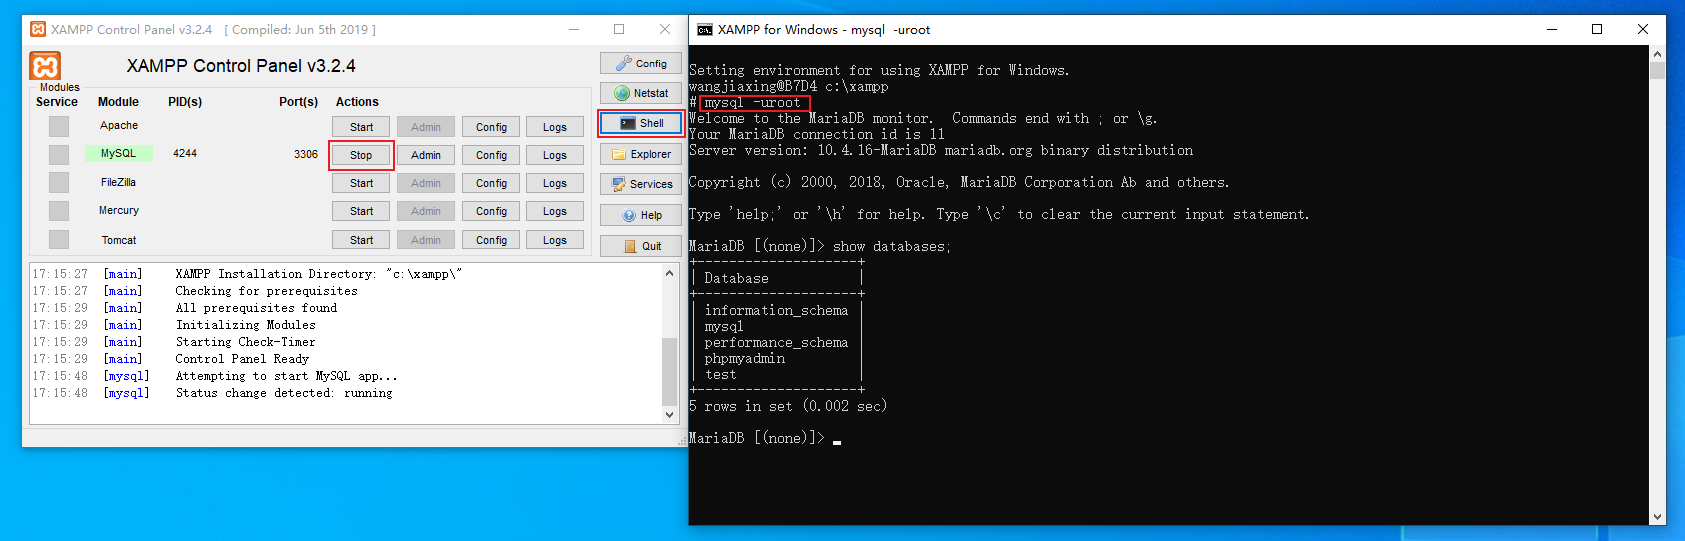 XAMPP Control Panel v3.2.4 [ Compiled: Jun 5th 2019 ]
XAMPP Control Panel v3.2.4
Modules
Service Module PID(s) Port(s) Actions
Apache Start Admin Config Logs
MySQL 4244 3306 Stop Admin Config Logs
FileZilla Start Admin Config Logs
Mercury Start Admin Config Logs
Tomcat Start Admin Config Logs
Config
Netstat
Shell
Explorer
Services
Help
Quit
17:15:27 [main] XAMPP Installation Directory: "c:\xampp\"
17:15:27 [main] Checking for prerequisites
17:15:29 [main] All prerequisites found
17:15:29 [main] Initializing Modules
17:15:29 [main] Starting Check-Timer
17:15:29 [main] Control Panel Ready
17:15:48 [mysql] Attempting to start MySQL app...
17:15:48 [mysql] Status change detected: running
XAMPP for Windows - mysql -uroot
Setting environment for using XAMPP for Windows.
wangjiaxing@B7D4 c:\xampp
# mysql -uroot
Welcome to the MariaDB monitor.  Commands end with ; or \g.
Your MariaDB connection id is 11
Server version: 10.4.16-MariaDB mariadb.org binary distribution
Copyright (c) 2000, 2018, Oracle, MariaDB Corporation Ab and others.
Type 'help;' or '\h' for help. Type '\c' to clear the current input statement.
MariaDB [(none)]> show databases;
+--------------------+
| Database           |
+--------------------+
| information_schema |
| mysql              |
| performance_schema |
| phpmyadmin         |
| test               |
+--------------------+
5 rows in set (0.002 sec)
MariaDB [(none)]>